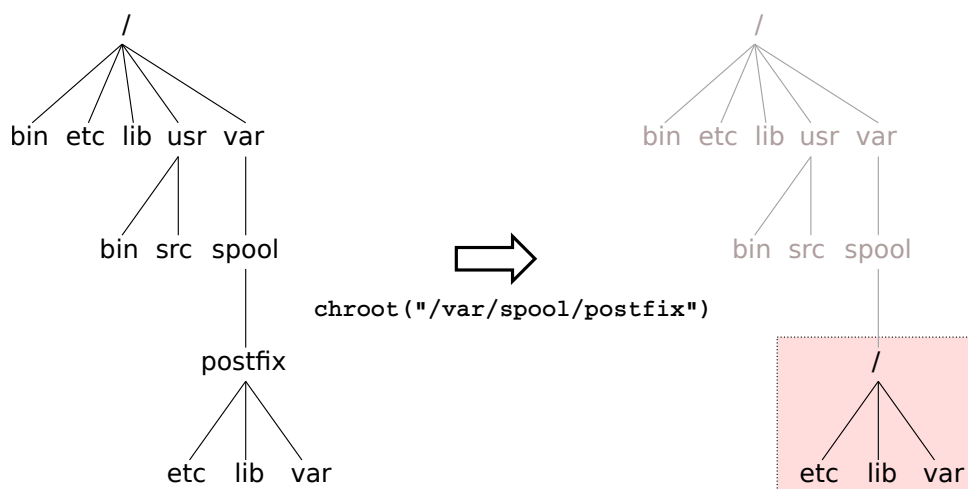 / /
bin etc lib usr var bin etc lib usr var
bin src spool bin src spool
chroot("/var/spool/postfix")
postfix /
etc lib var etc lib var